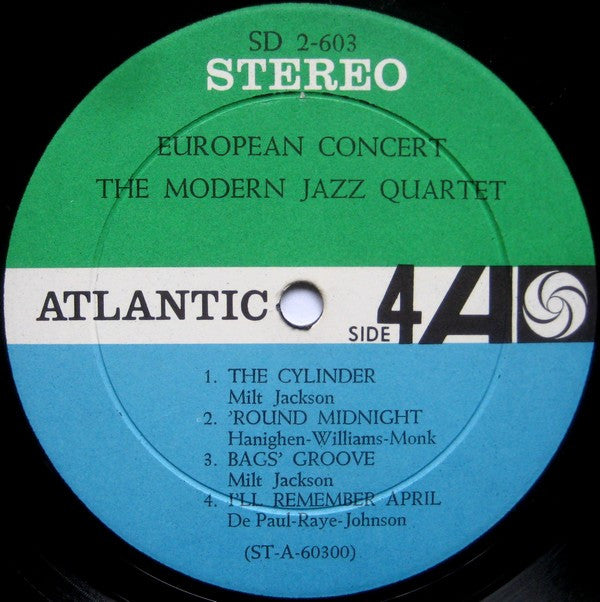 SD 2-603
STEREO
EUROPEAN CONCERT
THE MODERN JAZZ QUARTET
ATLANTIC
SIDE 4 A
1. THE CYLINDER
Milt Jackson
2. 'ROUND MIDNIGHT
Hanighen-Williams-Monk
3. BAGS' GROOVE
Milt Jackson
4. I'LL REMEMBER APRIL
De Paul-Raye-Johnson
(ST-A-60300)